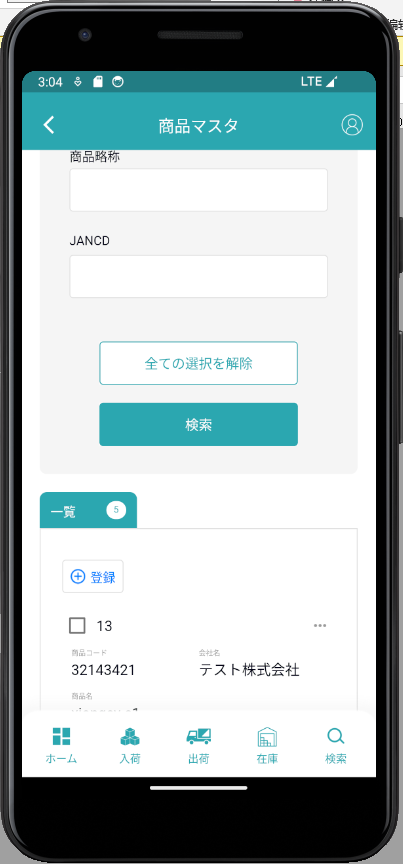 3:04
LTE
商品マスタ
商品略称
JANCD
全ての選択を解除
検索
一覧 5
登録
13
商品コード 会社名
32143421 テスト株式会社
商品名
ホーム 入荷 出荷 在庫 検索